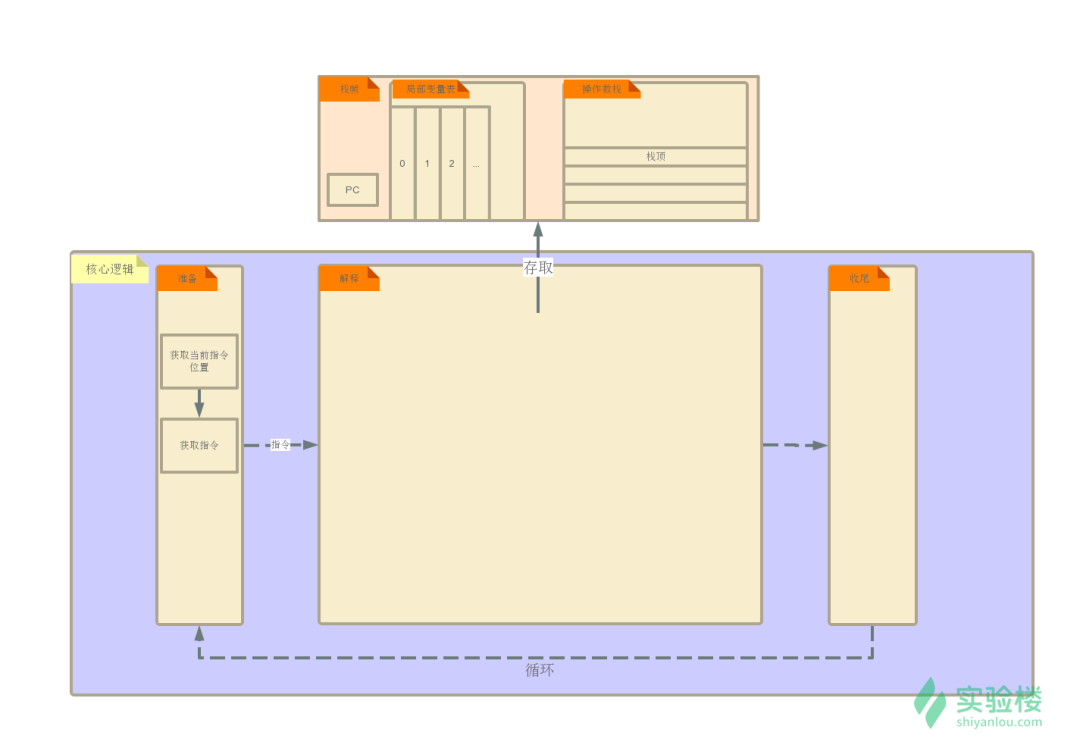 栈帧
局部变量表
操作数栈
栈顶
0
1
2
...
PC
存取
核心逻辑
准备
解释
收尾
获取当前指令
位置
获取指令
指令
循环
实验楼
shiyanlou.com